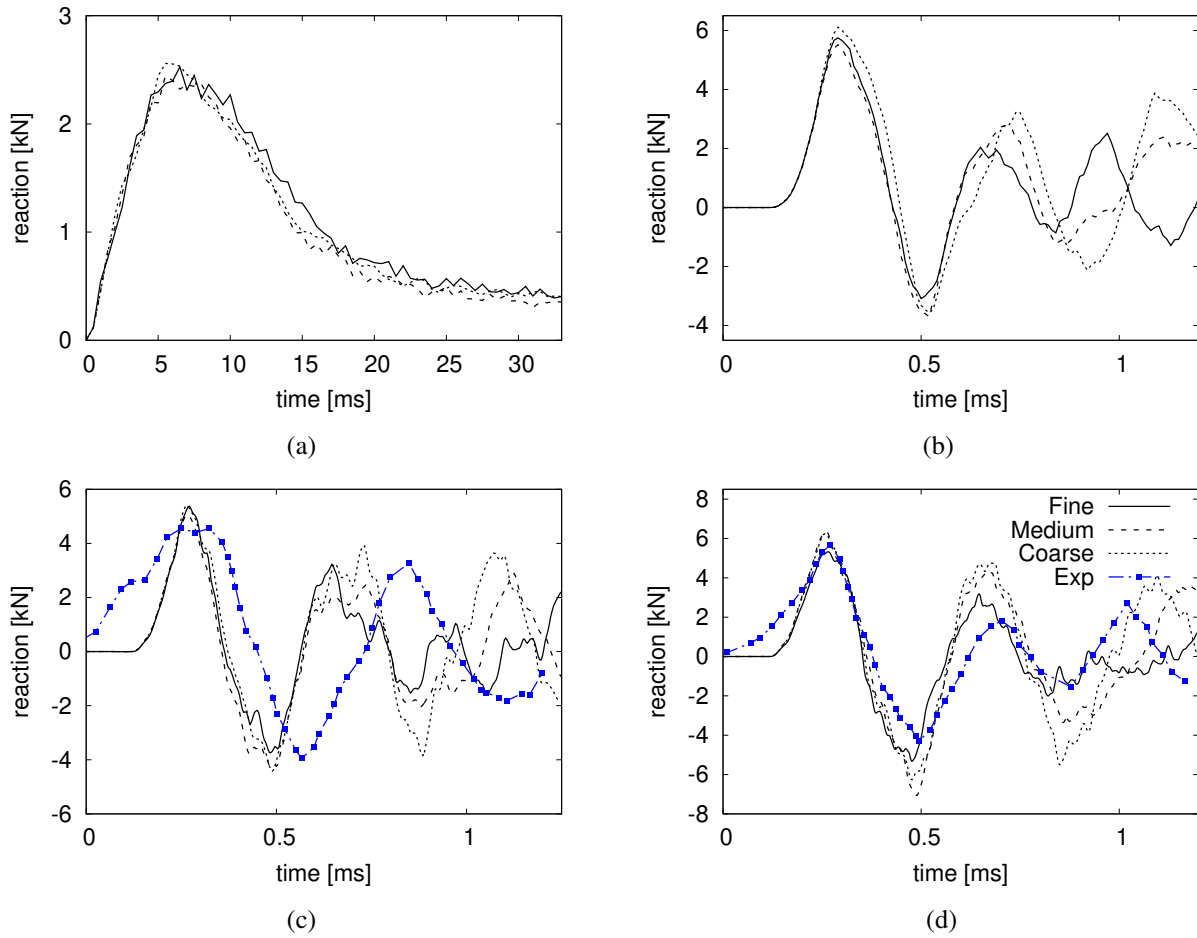 3
2
1
0
reaction [kN]
0 5 10 15 20 25 30
time [ms]
(a)
6
4
2
0
-2
-4
reaction [kN]
0 0.5 1
time [ms]
(b)
6
4
2
0
-2
-4
-6
reaction [kN]
0 0.5 1
time [ms]
(c)
8
6
4
2
0
-2
-4
-6
-8
reaction [kN]
Fine
Medium
Coarse
Exp
0 0.5 1
time [ms]
(d)